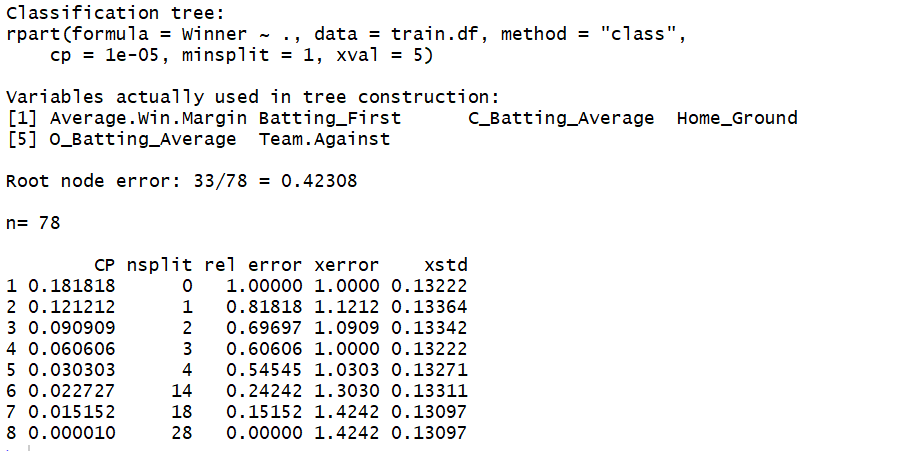 Classification tree:
rpart(formula = Winner ~ ., data = train.df, method = "class",
    cp = 1e-05, minsplit = 1, xval = 5)

Variables actually used in tree construction:
[1] Average.Win.Margin Batting_First      C_Batting_Average  Home_Ground
[5] O_Batting_Average  Team.Against

Root node error: 33/78 = 0.42308

n= 78

        CP nsplit rel error xerror    xstd
1 0.181818      0   1.00000 1.0000 0.13222
2 0.121212      1   0.81818 1.1212 0.13364
3 0.090909      2   0.69697 1.0909 0.13342
4 0.060606      3   0.60606 1.0000 0.13222
5 0.030303      4   0.54545 1.0303 0.13271
6 0.022727     14   0.24242 1.3030 0.13311
7 0.015152     18   0.15152 1.4242 0.13097
8 0.000010     28   0.00000 1.4242 0.13097